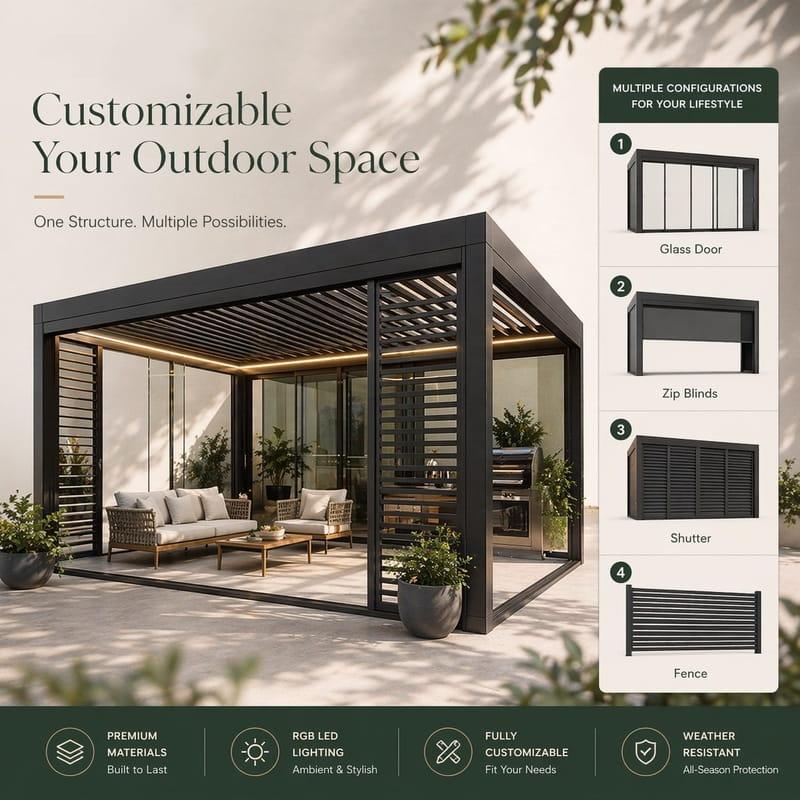 Customizable
Your Outdoor Space
One Structure. Multiple Possibilities.
MULTIPLE CONFIGURATIONS
FOR YOUR LIFESTYLE
1
Glass Door
2
Zip Blinds
3
Shutter
4
Fence
PREMIUM
MATERIALS
Built to Last
RGB LED
LIGHTING
Ambient & Stylish
FULLY
CUSTOMIZABLE
Fit Your Needs
WEATHER
RESISTANT
All-Season Protection